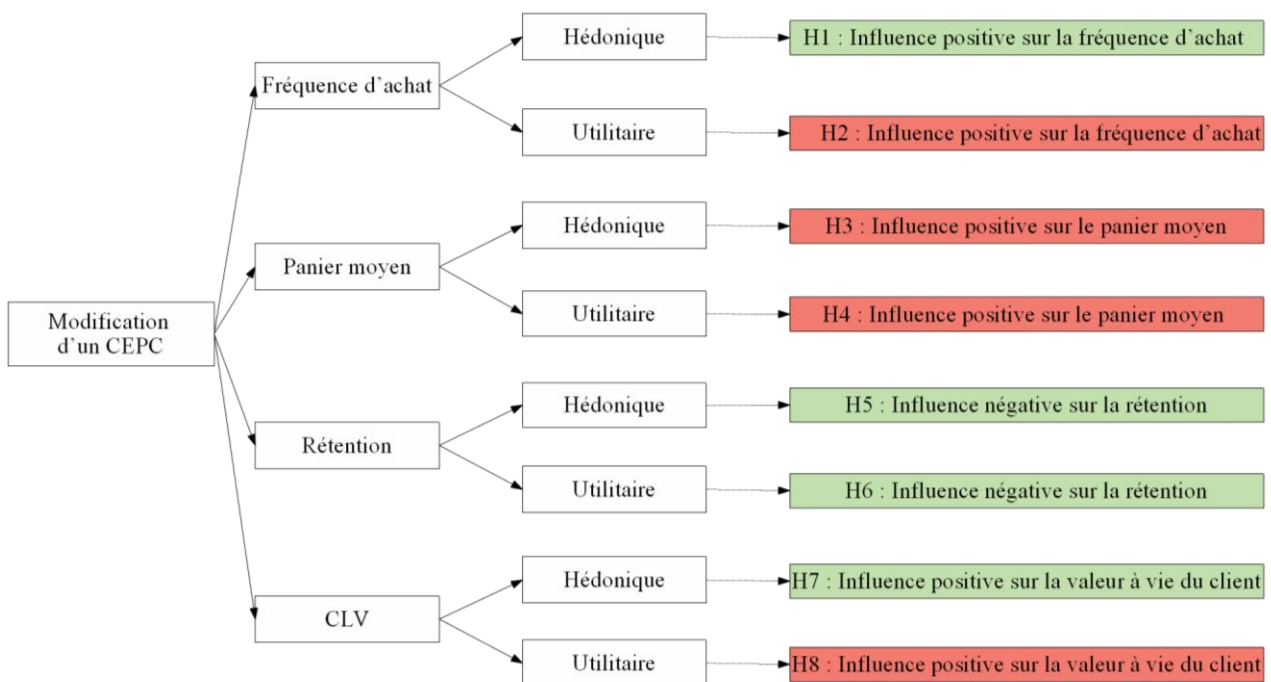 Modification
d'un CEPC
Fréquence d'achat
Hédonique
H1 : Influence positive sur la fréquence d'achat
Utilitaire
H2 : Influence positive sur la fréquence d'achat
Panier moyen
Hédonique
H3 : Influence positive sur le panier moyen
Utilitaire
H4 : Influence positive sur le panier moyen
Rétention
Hédonique
H5 : Influence négative sur la rétention
Utilitaire
H6 : Influence négative sur la rétention
CLV
Hédonique
H7 : Influence positive sur la valeur à vie du client
Utilitaire
H8 : Influence positive sur la valeur à vie du client